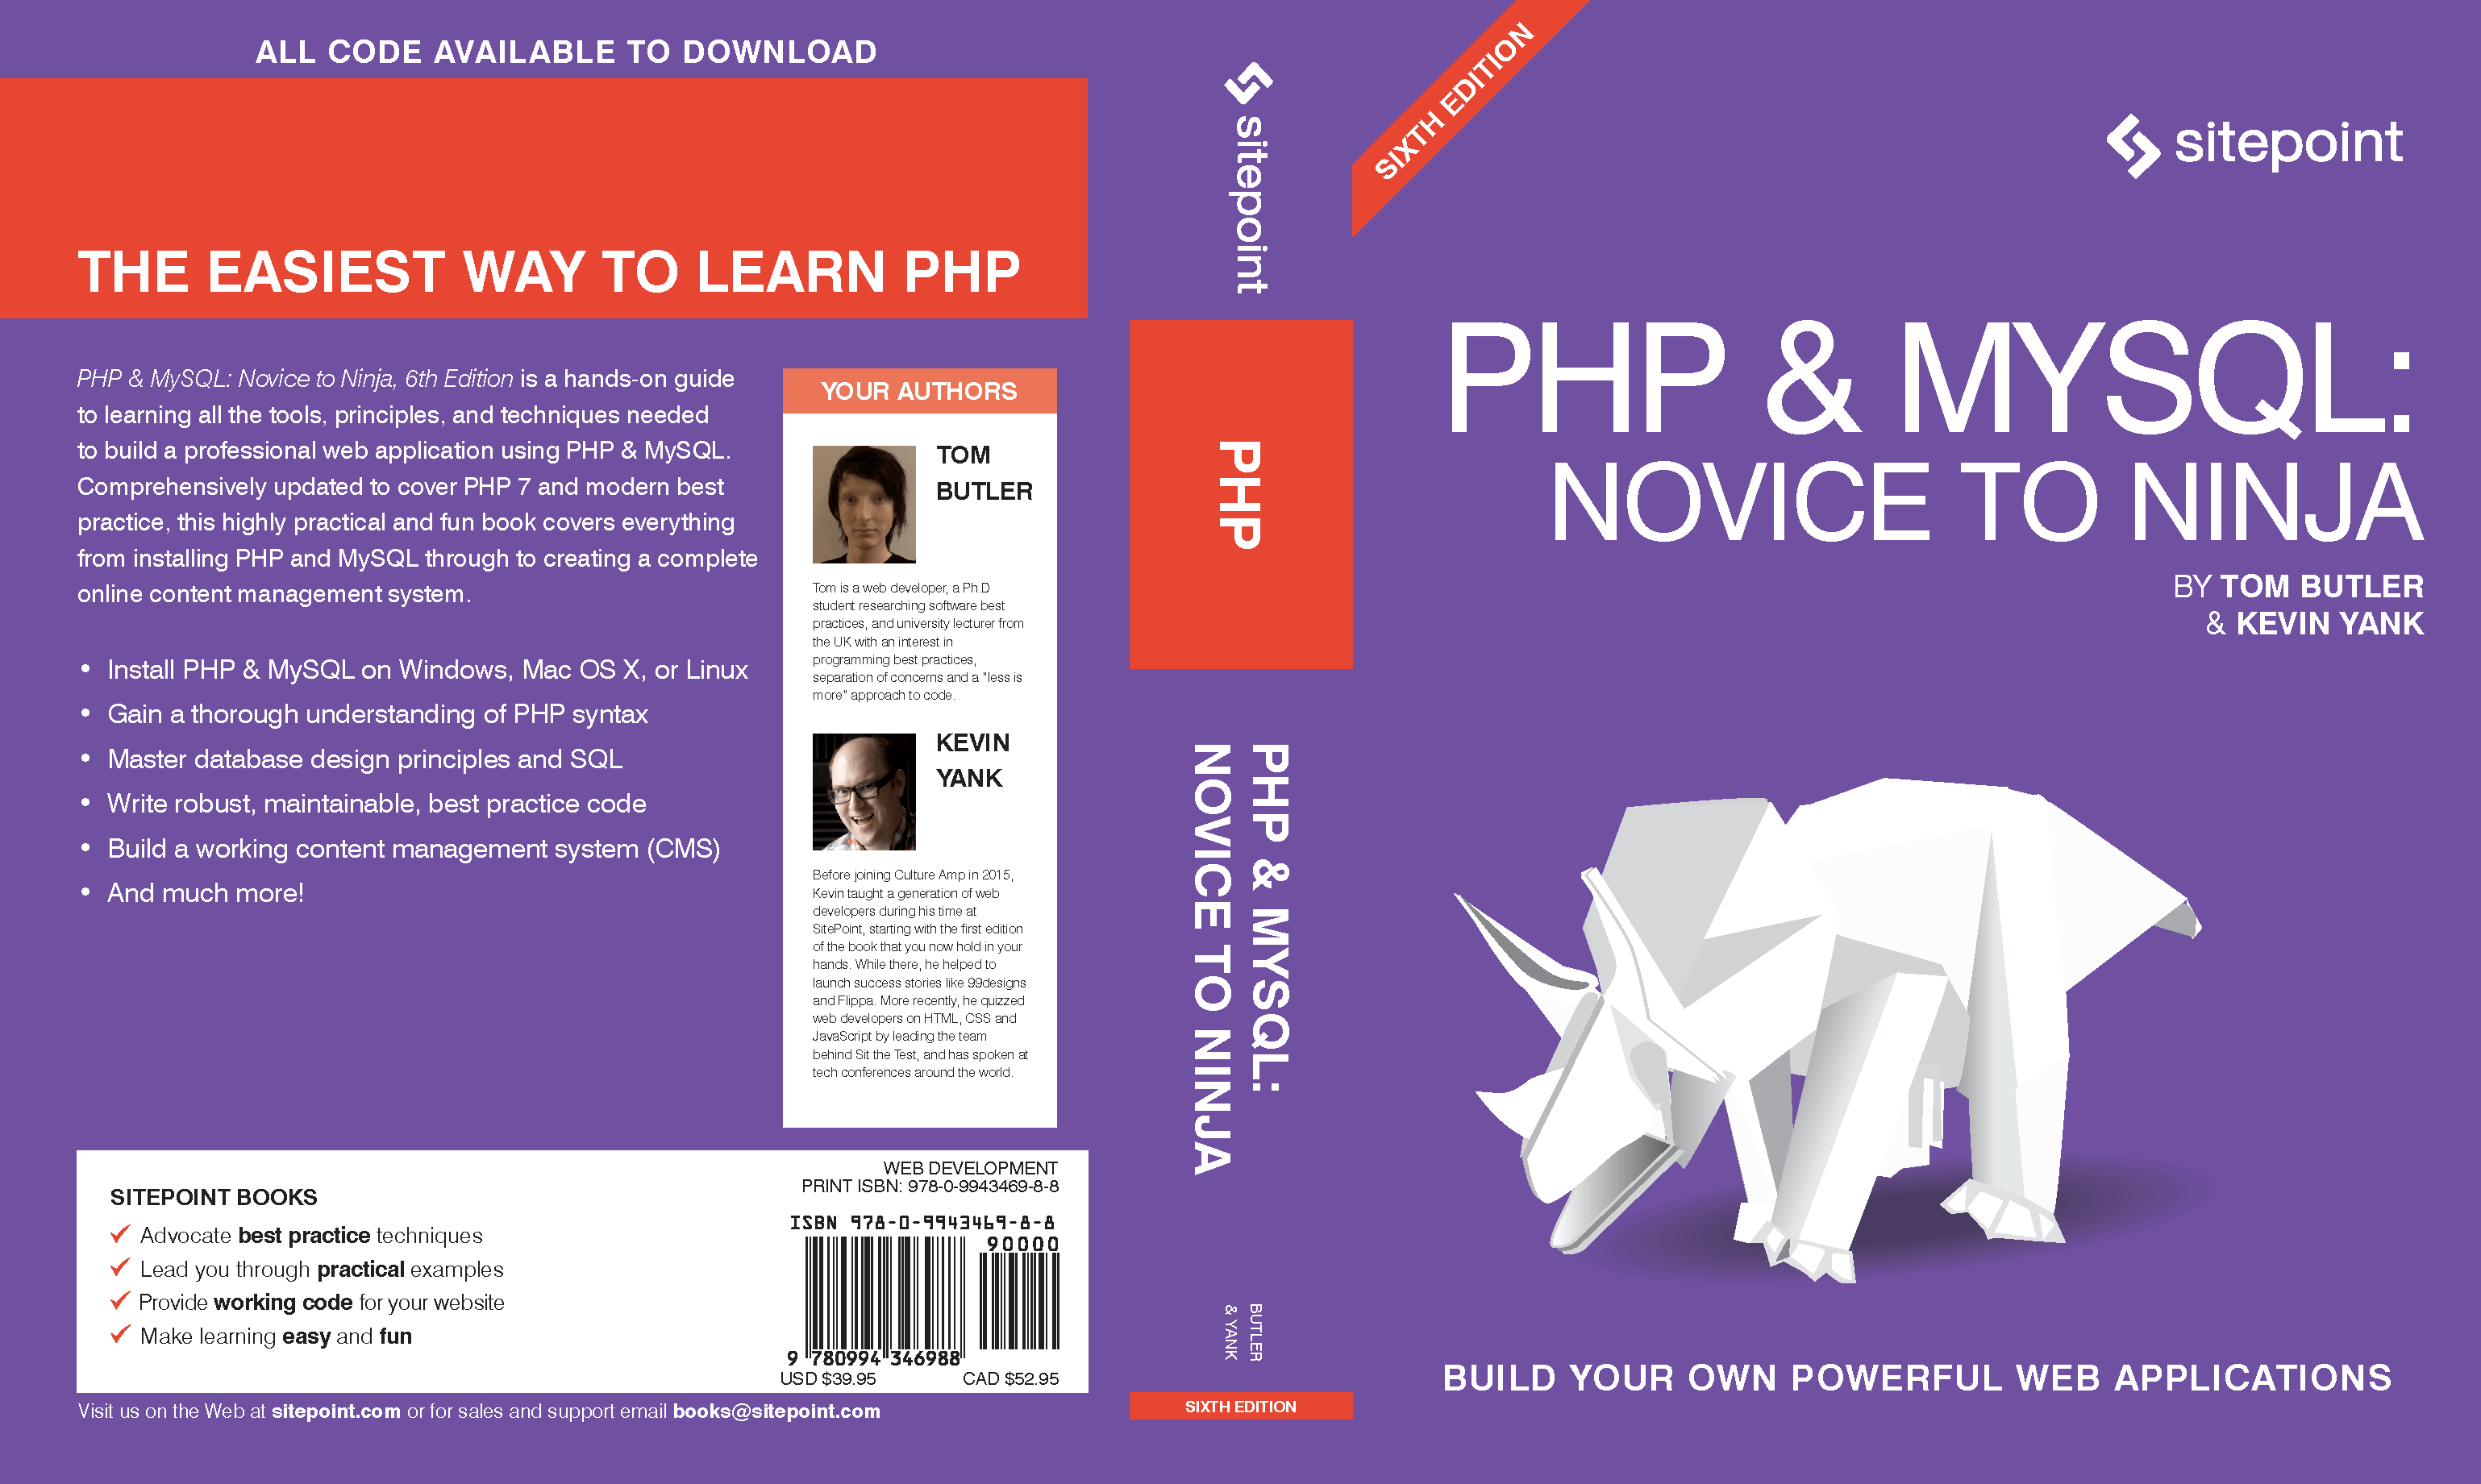 ALL CODE AVAILABLE TO DOWNLOAD
THE EASIEST WAY TO LEARN PHP
PHP & MySQL: Novice to Ninja, 6th Edition is a hands-on guide
to learning all the tools, principles, and techniques needed
to build a professional web application using PHP & MySQL.
Comprehensively updated to cover PHP 7 and modern best
practice, this highly practical and fun book covers everything
from installing PHP and MySQL through to creating a complete
online content management system.
• Install PHP & MySQL on Windows, Mac OS X, or Linux
• Gain a thorough understanding of PHP syntax
• Master database design principles and SQL
• Write robust, maintainable, best practice code
• Build a working content management system (CMS)
• And much more!
YOUR AUTHORS
TOM
BUTLER
Tom is a web developer, a Ph.D
student researching software best
practices, and university lecturer from
the UK with an interest in
programming best practices,
separation of concerns and a "less is
more" approach to code.
KEVIN
YANK
Before joining Culture Amp in 2015,
Kevin taught a generation of web
developers during his time at
SitePoint, starting with the first edition
of the book that you now hold in your
hands. While there, he helped to
launch success stories like 99designs
and Flippa. More recently, he quizzed
web developers on HTML, CSS and
JavaScript by leading the team
behind Sit the Test, and has spoken at
tech conferences around the world.
SITEPOINT BOOKS
✓ Advocate best practice techniques
✓ Lead you through practical examples
✓ Provide working code for your website
✓ Make learning easy and fun
WEB DEVELOPMENT
PRINT ISBN: 978-0-9943469-8-8
ISBN 978-0-9943469-8-8
90000
9 780994 346988
USD $39.95 CAD $52.95
Visit us on the Web at sitepoint.com or for sales and support email books@sitepoint.com
sitepoint
PHP
PHP & MYSQL:
NOVICE TO NINJA
BUTLER
& YANK
SIXTH EDITION
SIXTH EDITION
sitepoint
PHP & MYSQL:
NOVICE TO NINJA
BY TOM BUTLER
& KEVIN YANK
BUILD YOUR OWN POWERFUL WEB APPLICATIONS